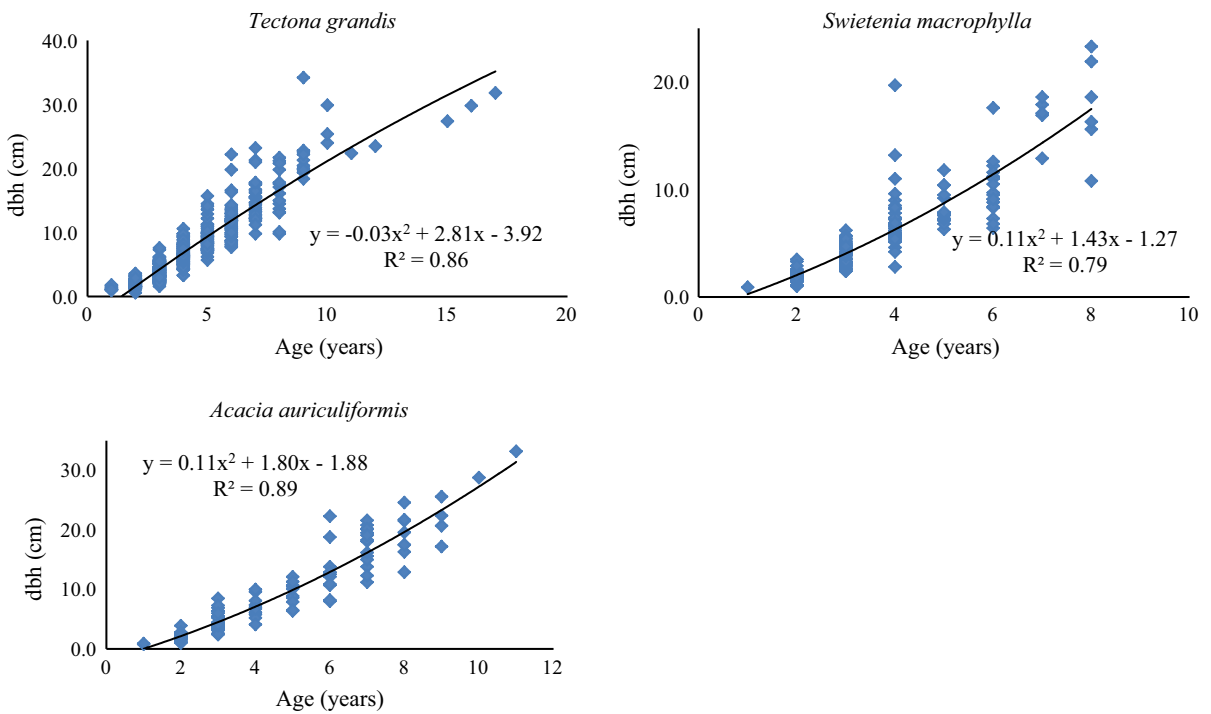 Tectona grandis
40.0
30.0
20.0
10.0
0.0
dbh (cm)
y = -0.03x² + 2.81x - 3.92
R² = 0.86
0 5 10 15 20
Age (years)
Swietenia macrophylla
20.0
10.0
0.0
dbh (cm)
y = 0.11x² + 1.43x - 1.27
R² = 0.79
0 2 4 6 8 10
Age (years)
Acacia auriculiformis
y = 0.11x² + 1.80x - 1.88
R² = 0.89
30.0
20.0
10.0
0.0
dbh (cm)
0 2 4 6 8 10 12
Age (years)